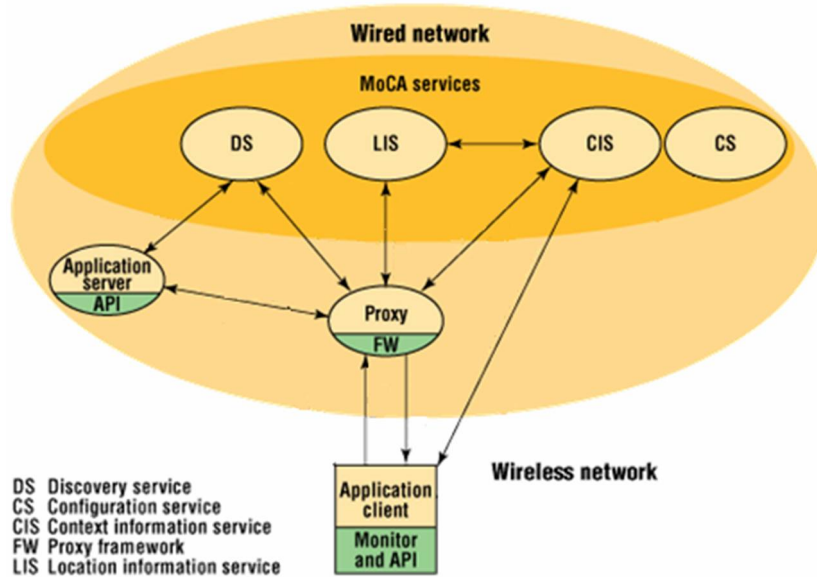 Wired network
MoCA services
DS
LIS
CIS
CS
Application
server
API
Proxy
FW
Wireless network
Application
client
Monitor
and API
DS Discovery service
CS Configuration service
CIS Context information service
FW Proxy framework
LIS Location information service